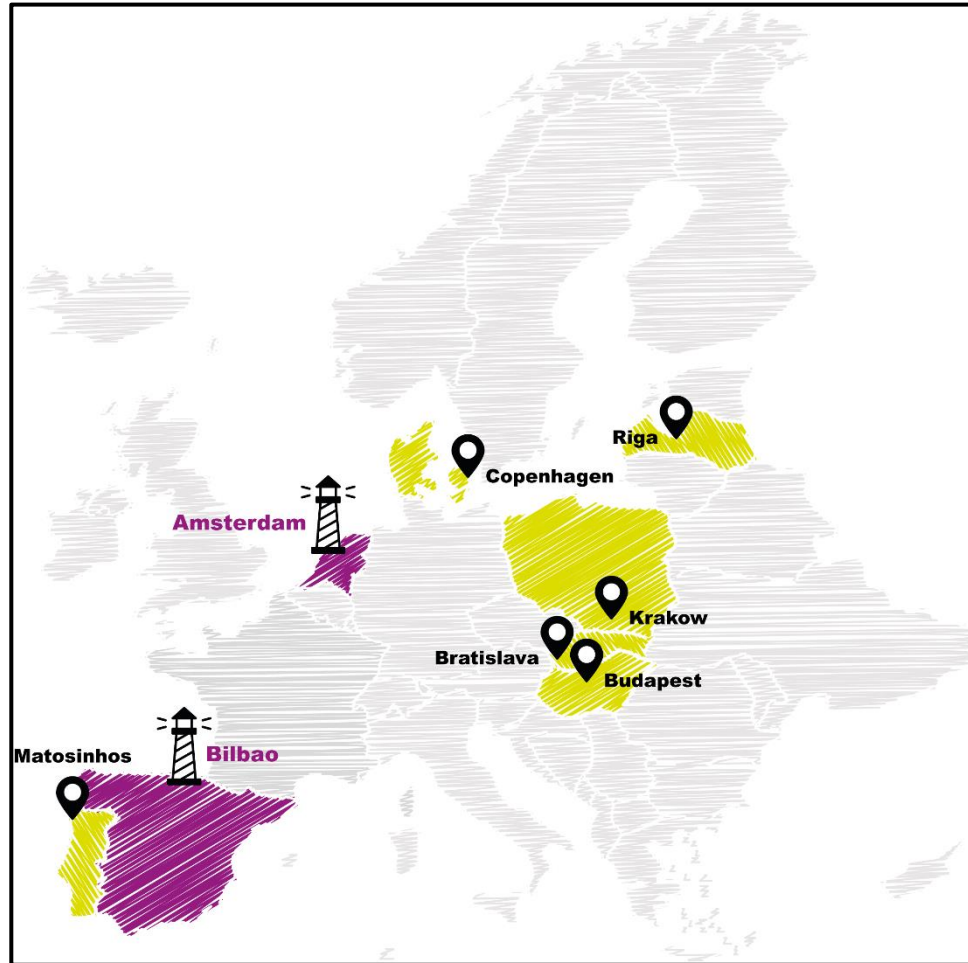 Riga
Copenhagen
Amsterdam
Krakow
Bratislava
Budapest
Bilbao
Matosinhos